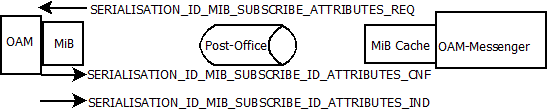 SERIALISATION_ID_MIB_SUBSCRIBE_ATTRIBUTES_REQ
OAM MiB Post-Office MiB Cache OAM-Messenger
SERIALISATION_ID_MIB_SUBSCRIBE_ID_ATTRIBUTES_CNF
SERIALISATION_ID_MIB_SUBSCRIBE_ID_ATTRIBUTES_IND